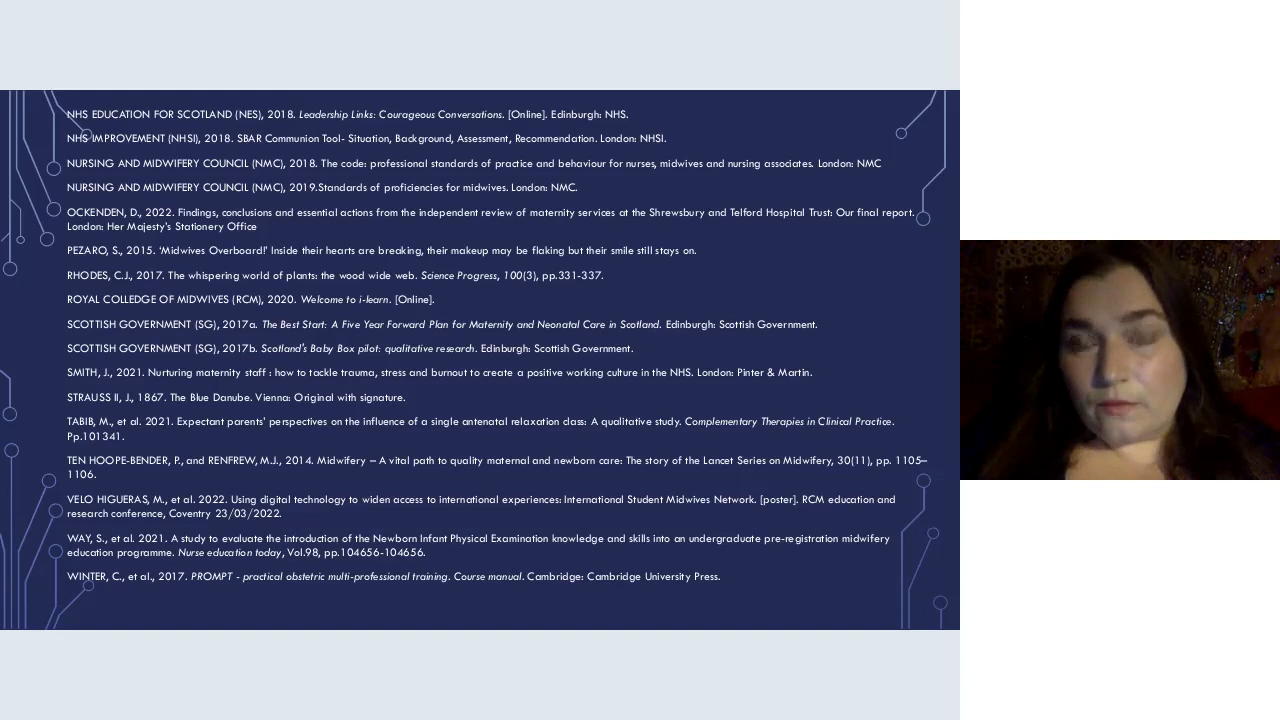 NHS EDUCATION FOR SCOTLAND (NES), 2018. Leadership Links: Courageous Conversations. [Online]. Edinburgh: NHS.
NHS IMPROVEMENT (NHSI), 2018. SBAR Communion Tool- Situation, Background, Assessment, Recommendation. London: NHSI.
NURSING AND MIDWIFERY COUNCIL (NMC), 2018. The code: professional standards of practice and behaviour for nurses, midwives and nursing associates. London: NMC
NURSING AND MIDWIFERY COUNCIL (NMC), 2019.Standards of proficiencies for midwives. London: NMC.
OCKENDEN, D., 2022. Findings, conclusions and essential actions from the independent review of maternity services at the Shrewsbury and Telford Hospital Trust: Our final report.
London: Her Majesty's Stationery Office
PEZARO, S., 2015. 'Midwives Overboard!' Inside their hearts are breaking, their makeup may be flaking but their smile still stays on.
RHODES, C.J., 2017. The whispering world of plants: the wood wide web. Science Progress, 100(3), pp.331-337.
ROYAL COLLEDGE OF MIDWIVES (RCM), 2020. Welcome to i-learn. [Online].
SCOTTISH GOVERNMENT (SG), 2017a. The Best Start: A Five Year Forward Plan for Maternity and Neonatal Care in Scotland. Edinburgh: Scottish Government.
SCOTTISH GOVERNMENT (SG), 2017b. Scotland's Baby Box pilot: qualitative research. Edinburgh: Scottish Government.
SMITH, J., 2021. Nurturing maternity staff : how to tackle trauma, stress and burnout to create a positive working culture in the NHS. London: Pinter & Martin.
STRAUSS II, J., 1867. The Blue Danube. Vienna: Original with signature.
TABIB, M., et al. 2021. Expectant parents' perspectives on the influence of a single antenatal relaxation class: A qualitative study. Complementary Therapies in Clinical Practice.
Pp.101341.
TEN HOOPE-BENDER, P., and RENFREW, M.J., 2014. Midwifery – A vital path to quality maternal and newborn care: The story of the Lancet Series on Midwifery, 30(11), pp. 1105–
1106.
VELO HIGUERAS, M., et al. 2022. Using digital technology to widen access to international experiences: International Student Midwives Network. [poster]. RCM education and
research conference, Coventry 23/03/2022.
WAY, S., et al. 2021. A study to evaluate the introduction of the Newborn Infant Physical Examination knowledge and skills into an undergraduate pre-registration midwifery
education programme. Nurse education today, Vol.98, pp.104656-104656.
WINTER, C., et al., 2017. PROMPT - practical obstetric multi-professional training. Course manual. Cambridge: Cambridge University Press.